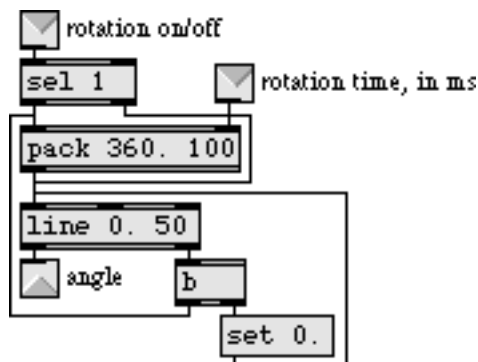 rotation on/off
sel 1
rotation time, in ms
pack 360. 100
line 0. 50
angle
b
set 0.